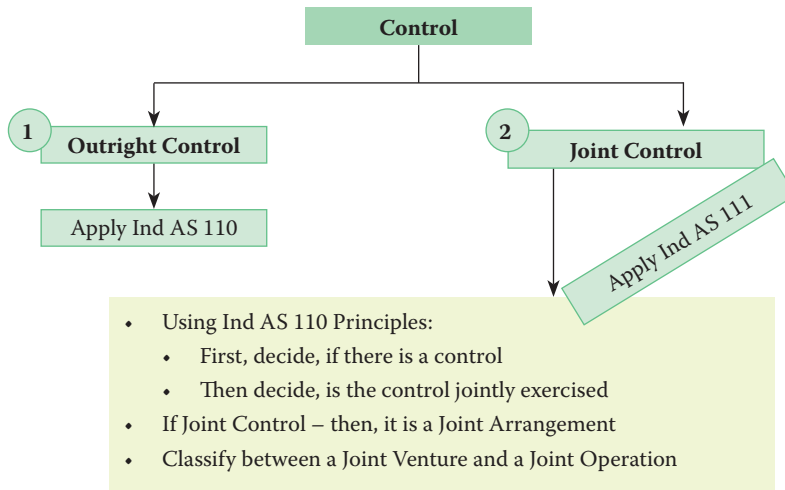 Control
1
Outright Control
Apply Ind AS 110
2
Joint Control
Apply Ind AS 111
• Using Ind AS 110 Principles:
• First, decide, if there is a control
• Then decide, is the control jointly exercised
• If Joint Control – then, it is a Joint Arrangement
• Classify between a Joint Venture and a Joint Operation